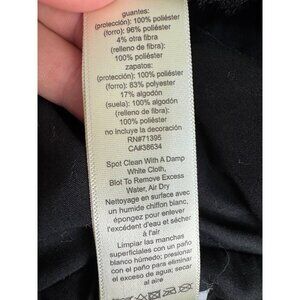 guantes:
(protección): 100% poliéster
(forro): 96% poliéster
4% otra fibra
(relleno de fibra):
100% poliéster
zapatos:
(protección): 100% poliéster
(forro): 83% polyester
17% algodón
(suela): 100% algodón
(relleno de fibra):
100% poliéster
no incluye la decoración
RN#71395
CA#38634
Spot Clean With A Damp
White Cloth,
Blot To Remove Excess
Water, Air Dry
Nettoyage en surface avec
un humide chiffon blanc,
épongez pour enlever
l'excédent d'eau et sécher
à l'air
Limpiar las manchas
superficiales con un paño
blanco húmedo; presionar
con el paño para eliminar
el exceso de agua; secar
al aire